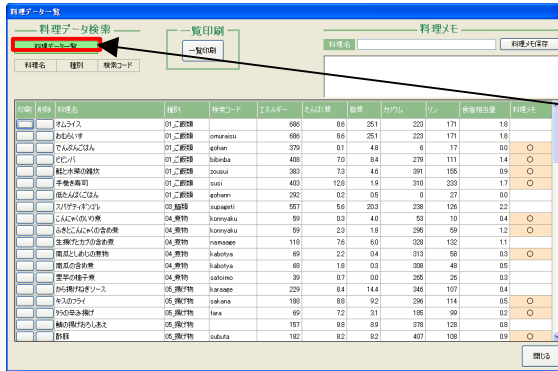 料理データ一覧
料理データ検索
料理データ一覧
料理名 種別 検索コード
一覧印刷
一覧印刷
料理メモ
料理名
料理メモ保存
印刷 削除 料理名 種別 検索コード エネルギー たんぱく質 脂質 カリウム リン 食塩相当量 料理メモ
オムライス 01_ご飯類 686 8.6 25.1 223 171 1.8
おむらいす 01_ご飯類 omuraisu 686 8.6 25.1 223 171 1.8
でんぷんごはん 01_ご飯類 gohan 379 0.1 4.8 6 17 0.0 ○
ビビンバ 01_ご飯類 bibinba 408 7.0 8.4 279 111 1.4 ○
鮭と水菜の雑炊 01_ご飯類 zousui 383 7.3 4.6 391 155 0.9 ○
手巻き寿司 01_ご飯類 susi 403 12.8 1.9 310 233 1.7 ○
低たんぱくごはん 01_ご飯類 gohann 292 0.2 0.5 0 27 0.0
スパゲティボンゴレ 03_麺類 supageti 557 5.6 20.3 238 126 2.2
こんにゃくのいり煮 04_煮物 konnyaku 59 0.3 4.0 53 10 0.4 ○
ふきとこんにゃくの含め煮 04_煮物 konnyaku 59 2.3 1.8 295 59 1.2 ○
生揚げとカブの含め煮 04_煮物 namaage 118 7.6 6.0 328 132 1.1
南瓜としめじの煮物 04_煮物 kabotya 69 2.2 0.4 313 58 0.3 ○
南瓜の含め煮 04_煮物 kabotya 68 1.8 0.3 308 48 0.5
里芋の柚子煮 04_煮物 satoimo 39 0.7 0.0 265 26 0.3
から揚げねぎソース 05_揚げ物 karaage 229 8.4 14.4 346 107 0.4
キスのフライ 05_揚げ物 sakana 188 8.8 9.2 296 114 0.5 ○
タラの辛み揚げ 05_揚げ物 tara 69 7.2 3.1 185 99 0.2 ○
鯖の揚げおろしあえ 05_揚げ物 157 9.8 8.9 378 128 0.8
酢豚 05_揚げ物 subuta 182 8.2 8.2 407 108 0.9 ○
閉じる